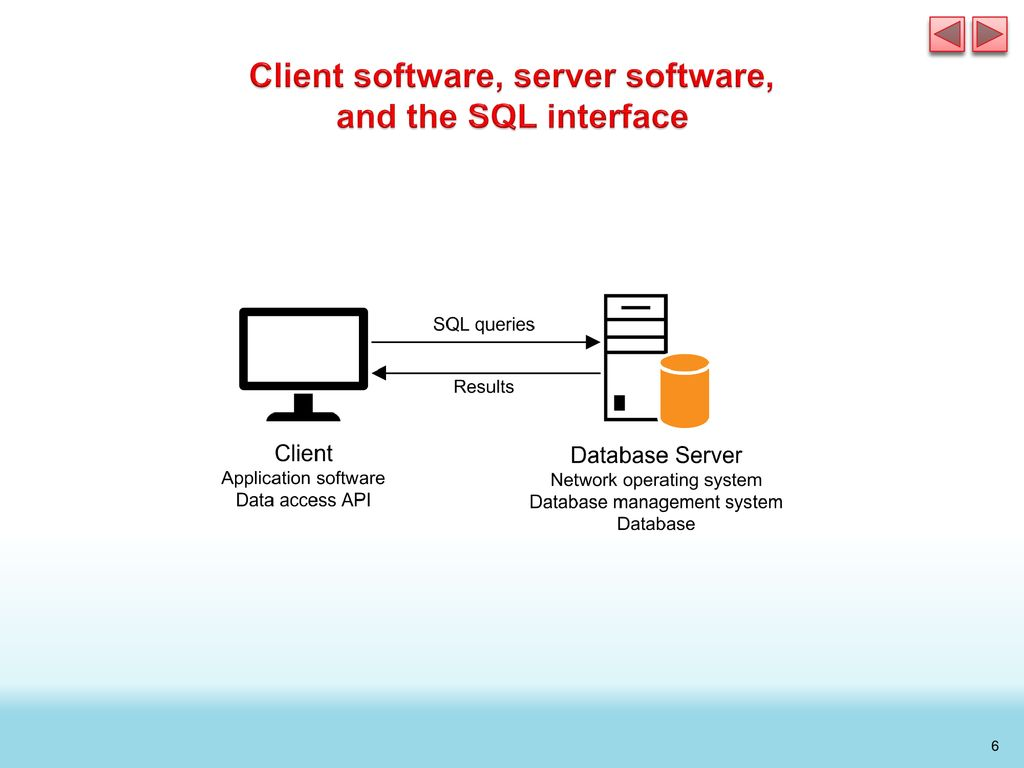 Client software, server software,
and the SQL interface
SQL queries
Results
Client
Application software
Data access API
Database Server
Network operating system
Database management system
Database
6